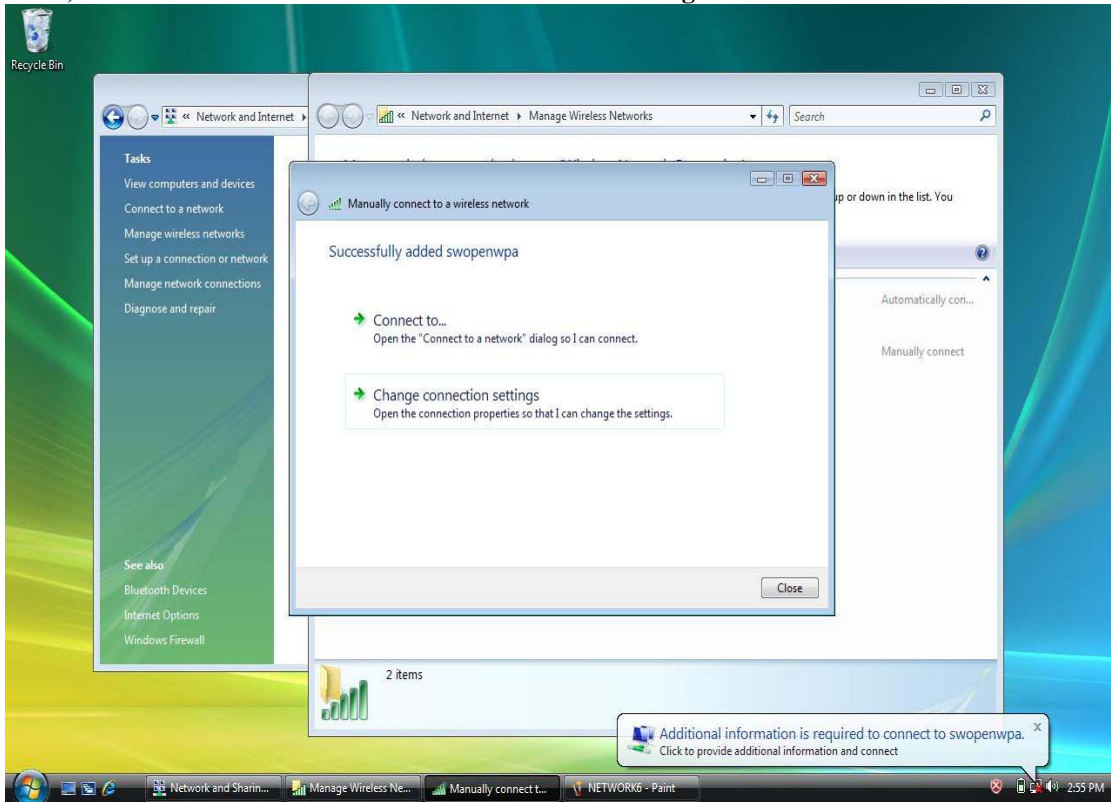 Recycle Bin
« Network and Internet
« Network and Internet Manage Wireless Networks
Search
Tasks
View computers and devices
Connect to a network
Manage wireless networks
Set up a connection or network
Manage network connections
Diagnose and repair
See also
Bluetooth Devices
Internet Options
Windows Firewall
up or down in the list. You
Automatically con...
Manually connect
Manually connect to a wireless network
Successfully added swopenwpa
Connect to...
Open the "Connect to a network" dialog so I can connect.
Change connection settings
Open the connection properties so that I can change the settings.
Close
2 items
Additional information is required to connect to swopenwpa.
Click to provide additional information and connect
Network and Sharin...
Manage Wireless Ne...
Manually connect t...
NETWORK6 - Paint
2:55 PM